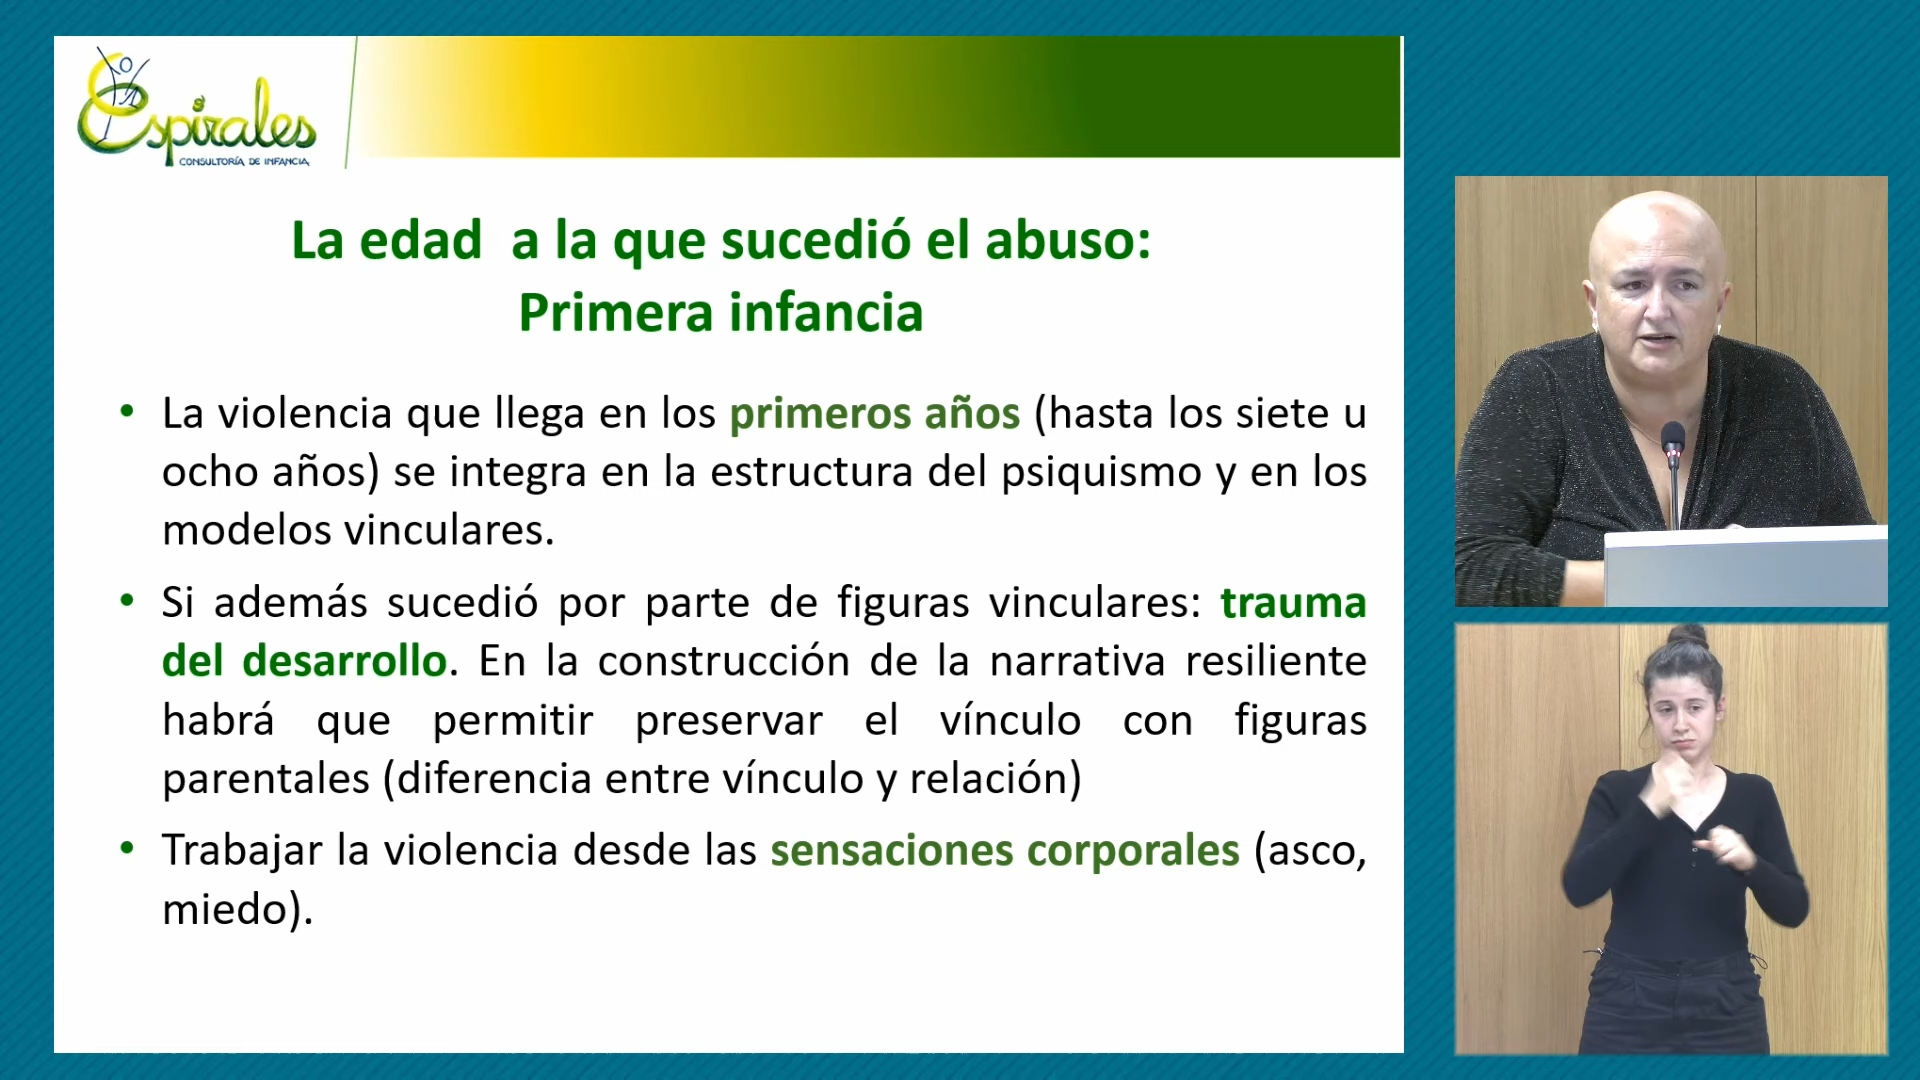 Espirales
CONSULTORÍA DE INFANCIA
La edad a la que sucedió el abuso:
Primera infancia
• La violencia que llega en los primeros años (hasta los siete u
ocho años) se integra en la estructura del psiquismo y en los
modelos vinculares.
• Si además sucedió por parte de figuras vinculares: trauma
del desarrollo. En la construcción de la narrativa resiliente
habrá que permitir preservar el vínculo con figuras
parentales (diferencia entre vínculo y relación)
• Trabajar la violencia desde las sensaciones corporales (asco,
miedo).